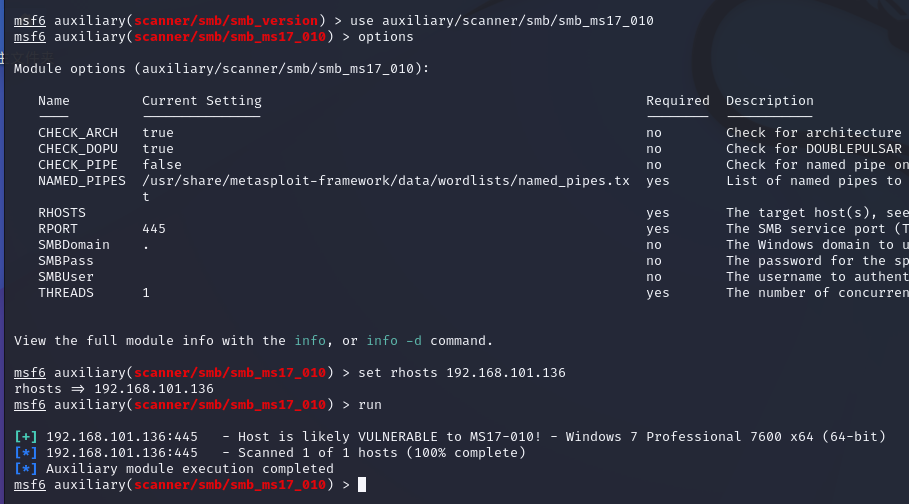 msf6 auxiliary(scanner/smb/smb_version) > use auxiliary/scanner/smb/smb_ms17_010
msf6 auxiliary(scanner/smb/smb_ms17_010) > options
Module options (auxiliary/scanner/smb/smb_ms17_010):
Name Current Setting Required Description
---- --------------- -------- -----------
CHECK_ARCH true no Check for architecture
CHECK_DOPU true no Check for DOUBLEPULSAR
CHECK_PIPE false no Check for named pipe on
NAMED_PIPES /usr/share/metasploit-framework/data/wordlists/named_pipes.tx yes List of named pipes to
t
RHOSTS yes The target host(s), see
RPORT 445 yes The SMB service port (T
SMBDomain . no The Windows domain to u
SMBPass no The password for the sp
SMBUser no The username to authent
THREADS 1 yes The number of concurren
View the full module info with the info, or info -d command.
msf6 auxiliary(scanner/smb/smb_ms17_010) > set rhosts 192.168.101.136
rhosts => 192.168.101.136
msf6 auxiliary(scanner/smb/smb_ms17_010) > run
[+] 192.168.101.136:445 - Host is likely VULNERABLE to MS17-010! - Windows 7 Professional 7600 x64 (64-bit)
[*] 192.168.101.136:445 - Scanned 1 of 1 hosts (100% complete)
[*] Auxiliary module execution completed
msf6 auxiliary(scanner/smb/smb_ms17_010) >